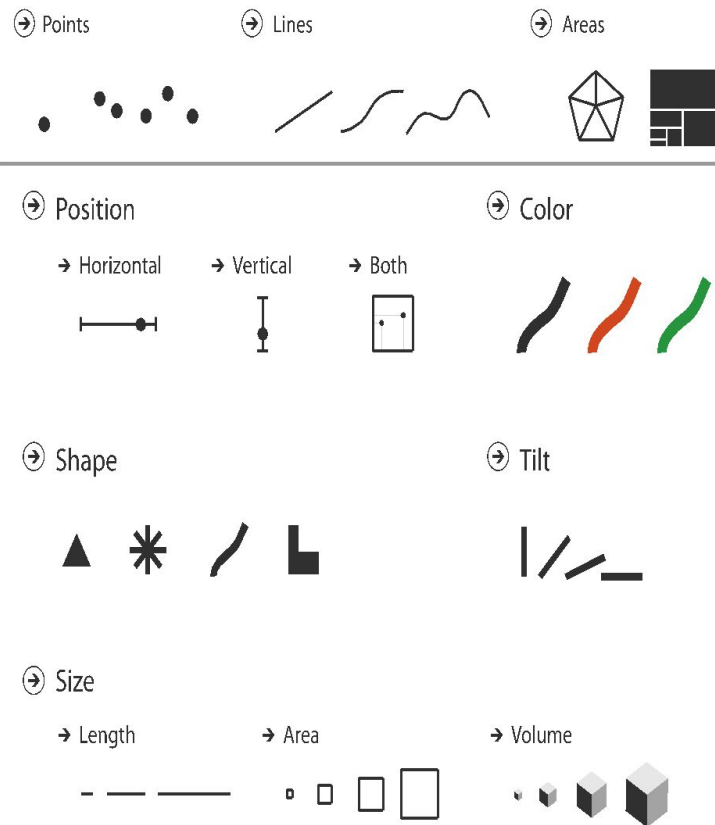 Points
Lines
Areas
Position
Color
Horizontal
Vertical
Both
Shape
Tilt
Size
Length
Area
Volume